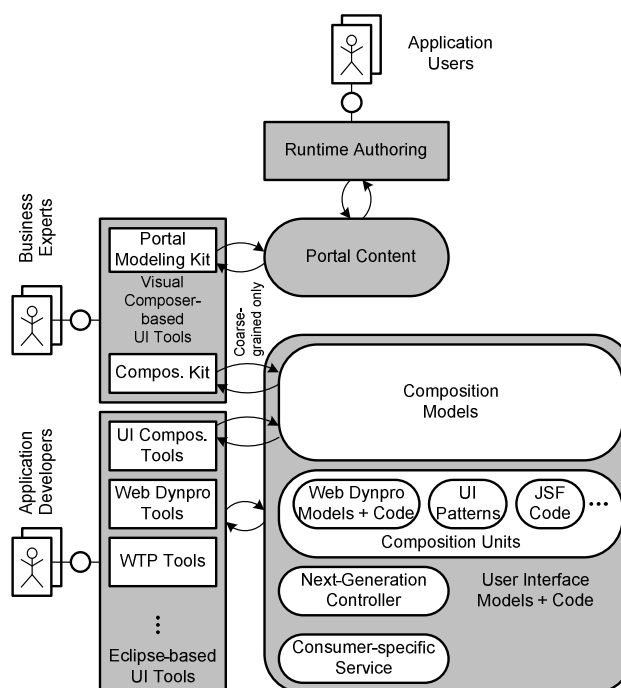 Application
Users
Runtime Authoring
Business
Experts
Portal
Modeling Kit
Visual
Composer-
based
UI Tools
Compos. Kit
Portal Content
Coarse-
grained only
Composition
Models
Application
Developers
UI Compos.
Tools
Web Dynpro
Tools
WTP Tools
Eclipse-based
UI Tools
Web Dynpro
Models + Code
UI
Patterns
JSF
Code
Composition Units
Next-Generation
Controller
User Interface
Models + Code
Consumer-specific
Service